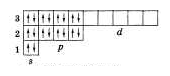 3 ↑↓ ↑↓ ↑↓ ↑↓
2 ↑↓ ↑↓ ↑↓ ↑↓
1 ↑↓
p
d
s